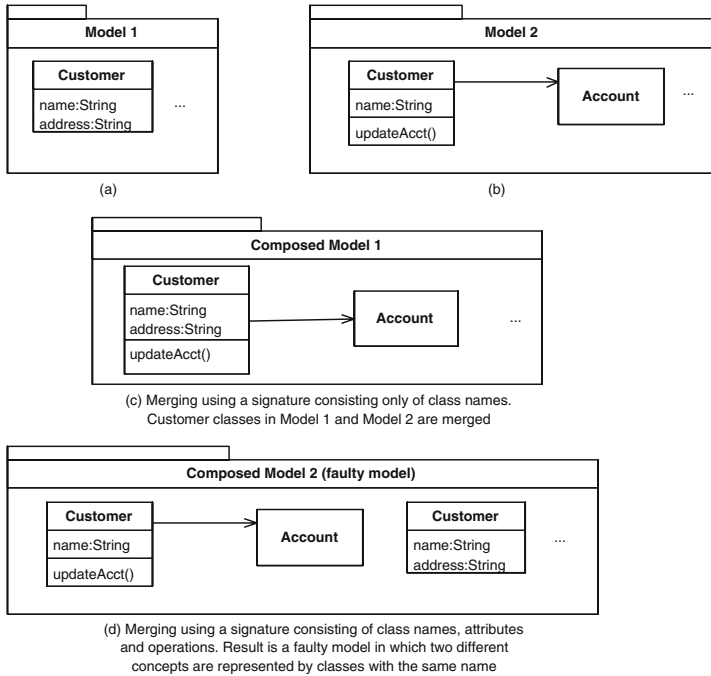 Model 1
Customer
name:String
address:String
...
(a)
Model 2
Customer
name:String
updateAcct()
Account
...
(b)
Composed Model 1
Customer
name:String
address:String
updateAcct()
Account
...
(c) Merging using a signature consisting only of class names.
Customer classes in Model 1 and Model 2 are merged
Composed Model 2 (faulty model)
Customer
name:String
updateAcct()
Account
Customer
name:String
address:String
...
(d) Merging using a signature consisting of class names, attributes
and operations. Result is a faulty model in which two different
concepts are represented by classes with the same name